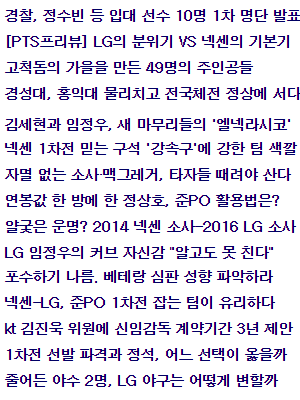 경찰, 정수빈 등 입대 선수 10명 1차 명단 발표
[PTS프리뷰] LG의 분위기 VS 넥센의 기본기
고척돔의 가을을 만든 49명의 주인공들
경성대, 홍익대 물리치고 전국체전 정상에 서다
김세현과 임정우, 새 마무리들의 '엘넥라시코'
넥센 1차전 믿는 구석 '강속구'에 강한 팀 색깔
자멸 없는 소사·맥그레거, 타자들 때려야 산다
연봉값 한 방에 한 정상호, 준PO 활용법은?
얄궂은 운명? 2014 넥센 소사-2016 LG 소사
LG 임정우의 커브 자신감 "알고도 못 친다"
포수하기 나름. 베테랑 심판 성향 파악하라
넥센-LG, 준PO 1차전 잡는 팀이 유리하다
kt 김진욱 위원에 신임감독 계약기간 3년 제안
1차전 선발 파격과 정석, 어느 선택이 옳을까
줄어든 야수 2명, LG 야구는 어떻게 변할까